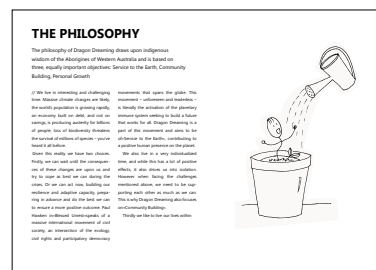 THE PHILOSOPHY
The philosophy of Dragon Dreaming draws upon indigenous
wisdom of the Aborigines of Western Australia and is based on
three, equally important objectives: Service to the Earth, Community
Building, Personal Growth
// We live in interesting and challenging
time. Massive climate changes are likely,
the world's population is growing rapidly,
an economy built on debt, and not on
savings, is producing austerity for billions
of people; loss of biodiversity threatens
the survival of millions of species – you've
heard it all before.
Given this reality we have two choices.
Firstly, we can wait until the consequen-
ces of these changes are upon us and
try to cope as best we can during the
crisis. Or we can act now, building our
resilience and adaptive capacity, prepa-
ring in advance and do the best we can
to ensure a more positive outcome. Paul
Hawken in›Blessed Unrest‹speaks of a
massive international movement of civil
society, an intersection of the ecology,
civil rights and participatory democracy
movements that spans the globe. This
movement – unforeseen and leaderless –
is literally the activation of the planetary
immune system seeking to build a future
that works for all. Dragon Dreaming is a
part of this movement and aims to be
of›Service to the Earth‹, contributing to
a positive human presence on the planet.
We also live in a very individualised
time, and while this has a lot of positive
effects, it also drives us into isolation.
However when facing the challenges
mentioned above, we need to be sup-
porting each other as much as we can.
This is why Dragon Dreaming also focuses
on›Community Building‹.
Thirdly we like to live our lives within